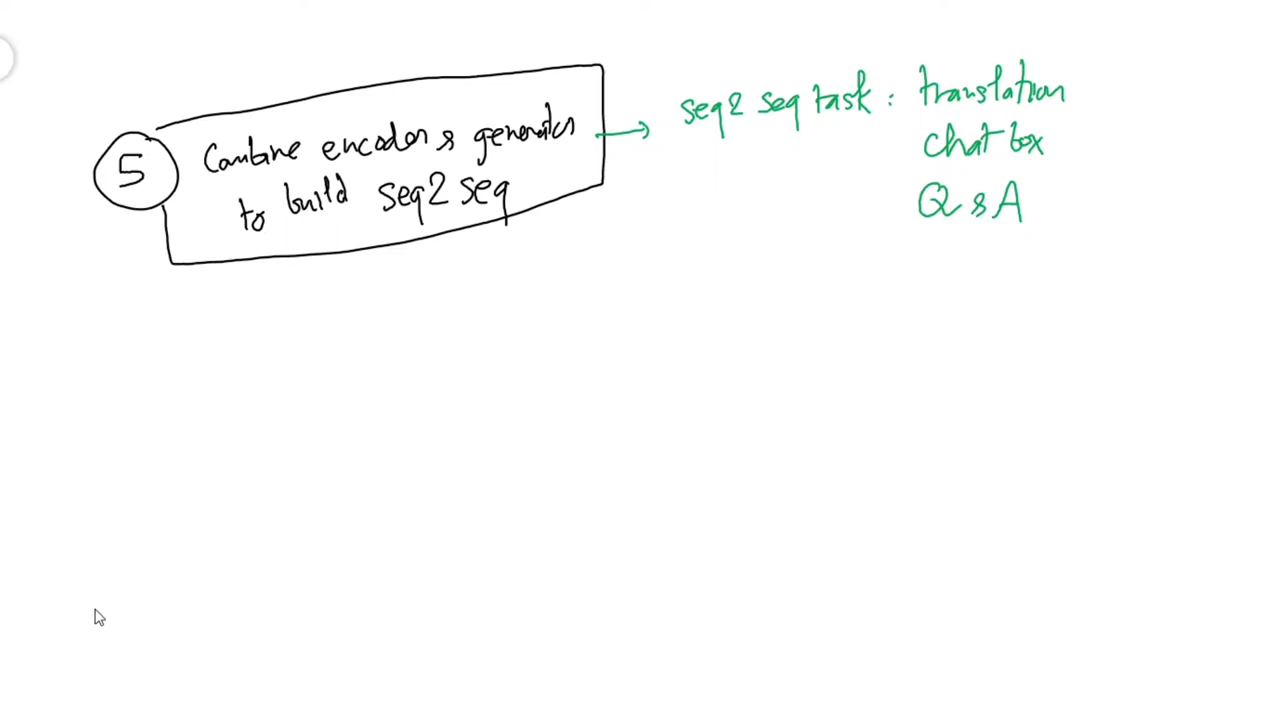 5
Combine encoder & generator
to build seq2seq
seq2seq task : translation
chat box
Q & A